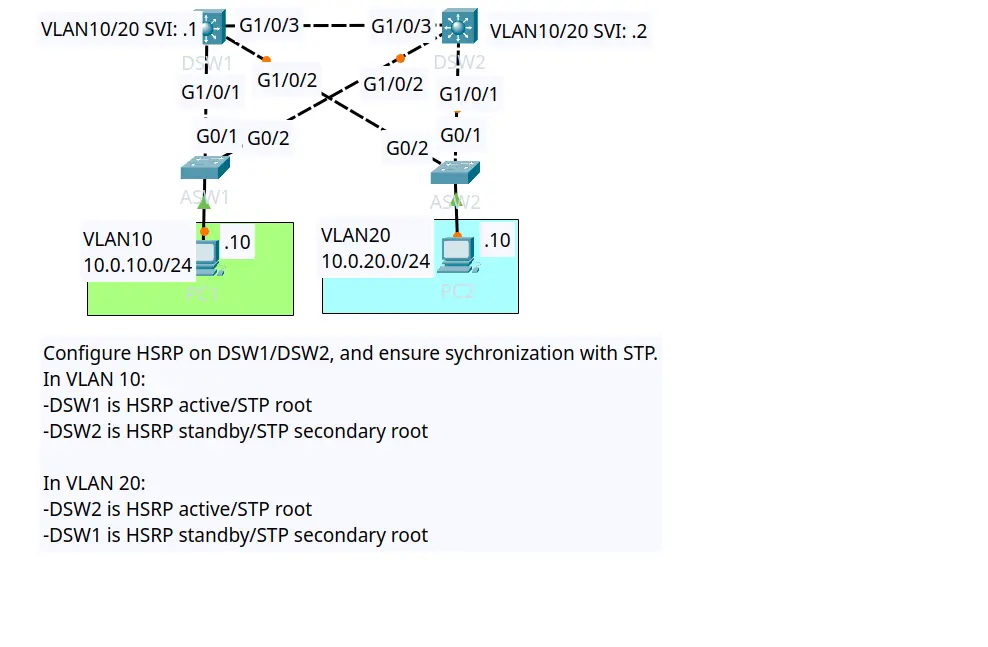 VLAN10/20 SVI: .1
G1/0/3
G1/0/3
VLAN10/20 SVI: .2
DSW1
DSW2
G1/0/2
G1/0/2
G1/0/1
G1/0/1
G0/1
G0/2
G0/2
G0/1
ASW1
ASW2
VLAN10
10.0.10.0/24
.10
PC1
VLAN20
10.0.20.0/24
.10
PC2
Configure HSRP on DSW1/DSW2, and ensure sychronization with STP.
In VLAN 10:
-DSW1 is HSRP active/STP root
-DSW2 is HSRP standby/STP secondary root
In VLAN 20:
-DSW2 is HSRP active/STP root
-DSW1 is HSRP standby/STP secondary root